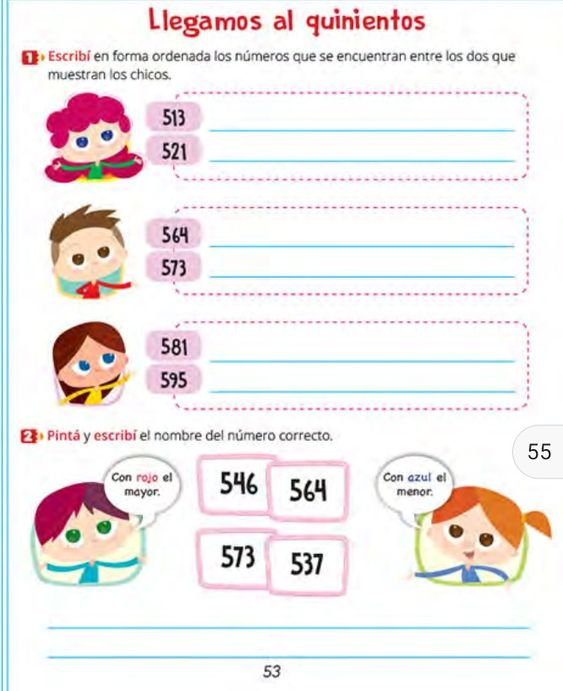 Llegamos al quinientos
1 Escribí en forma ordenada los números que se encuentran entre los dos que
muestran los chicos.
513
521
564
573
581
595
2 Pintá y escribí el nombre del número correcto.
55
Con rojo el
mayor.
546 564
Con azul el
menor.
573 537
53